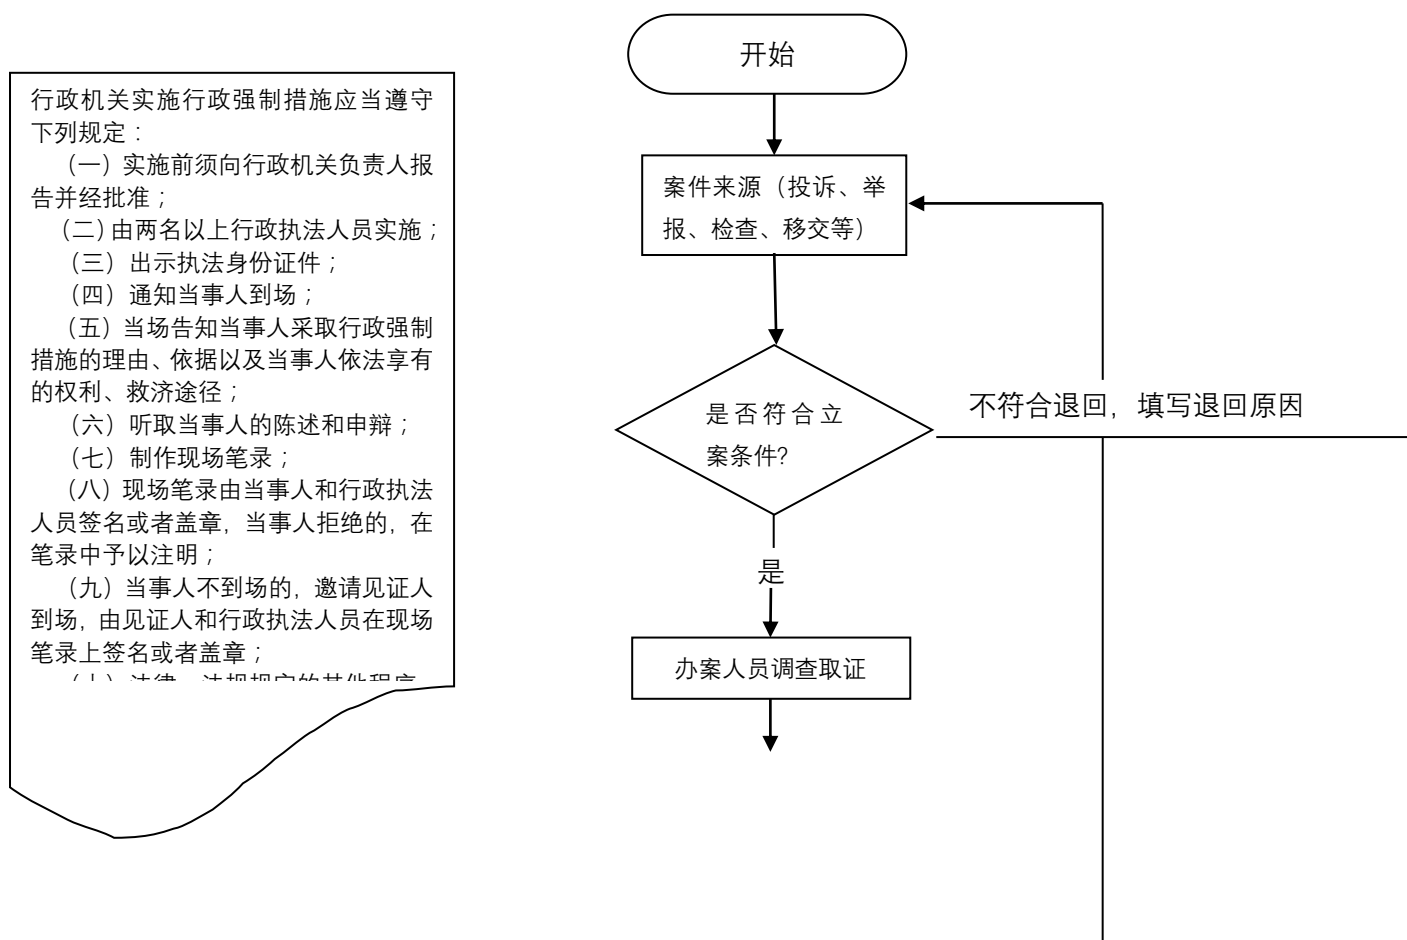 行政机关实施行政强制措施应当遵守
下列规定：
（一）实施前须向行政机关负责人报
告并经批准；
（二）由两名以上行政执法人员实施；
（三）出示执法身份证件；
（四）通知当事人到场；
（五）当场告知当事人采取行政强制
措施的理由、依据以及当事人依法享有
的权利、救济途径；
（六）听取当事人的陈述和申辩；
（七）制作现场笔录；
（八）现场笔录由当事人和行政执法
人员签名或者盖章，当事人拒绝的，在
笔录中予以注明；
（九）当事人不到场的，邀请见证人
到场，由见证人和行政执法人员在现场
笔录上签名或者盖章；
（十）法律、法规规定的其他程序
开始
案件来源（投诉、举
报、检查、移交等）
是否符合立
案条件？
不符合退回，填写退回原因
是
办案人员调查取证